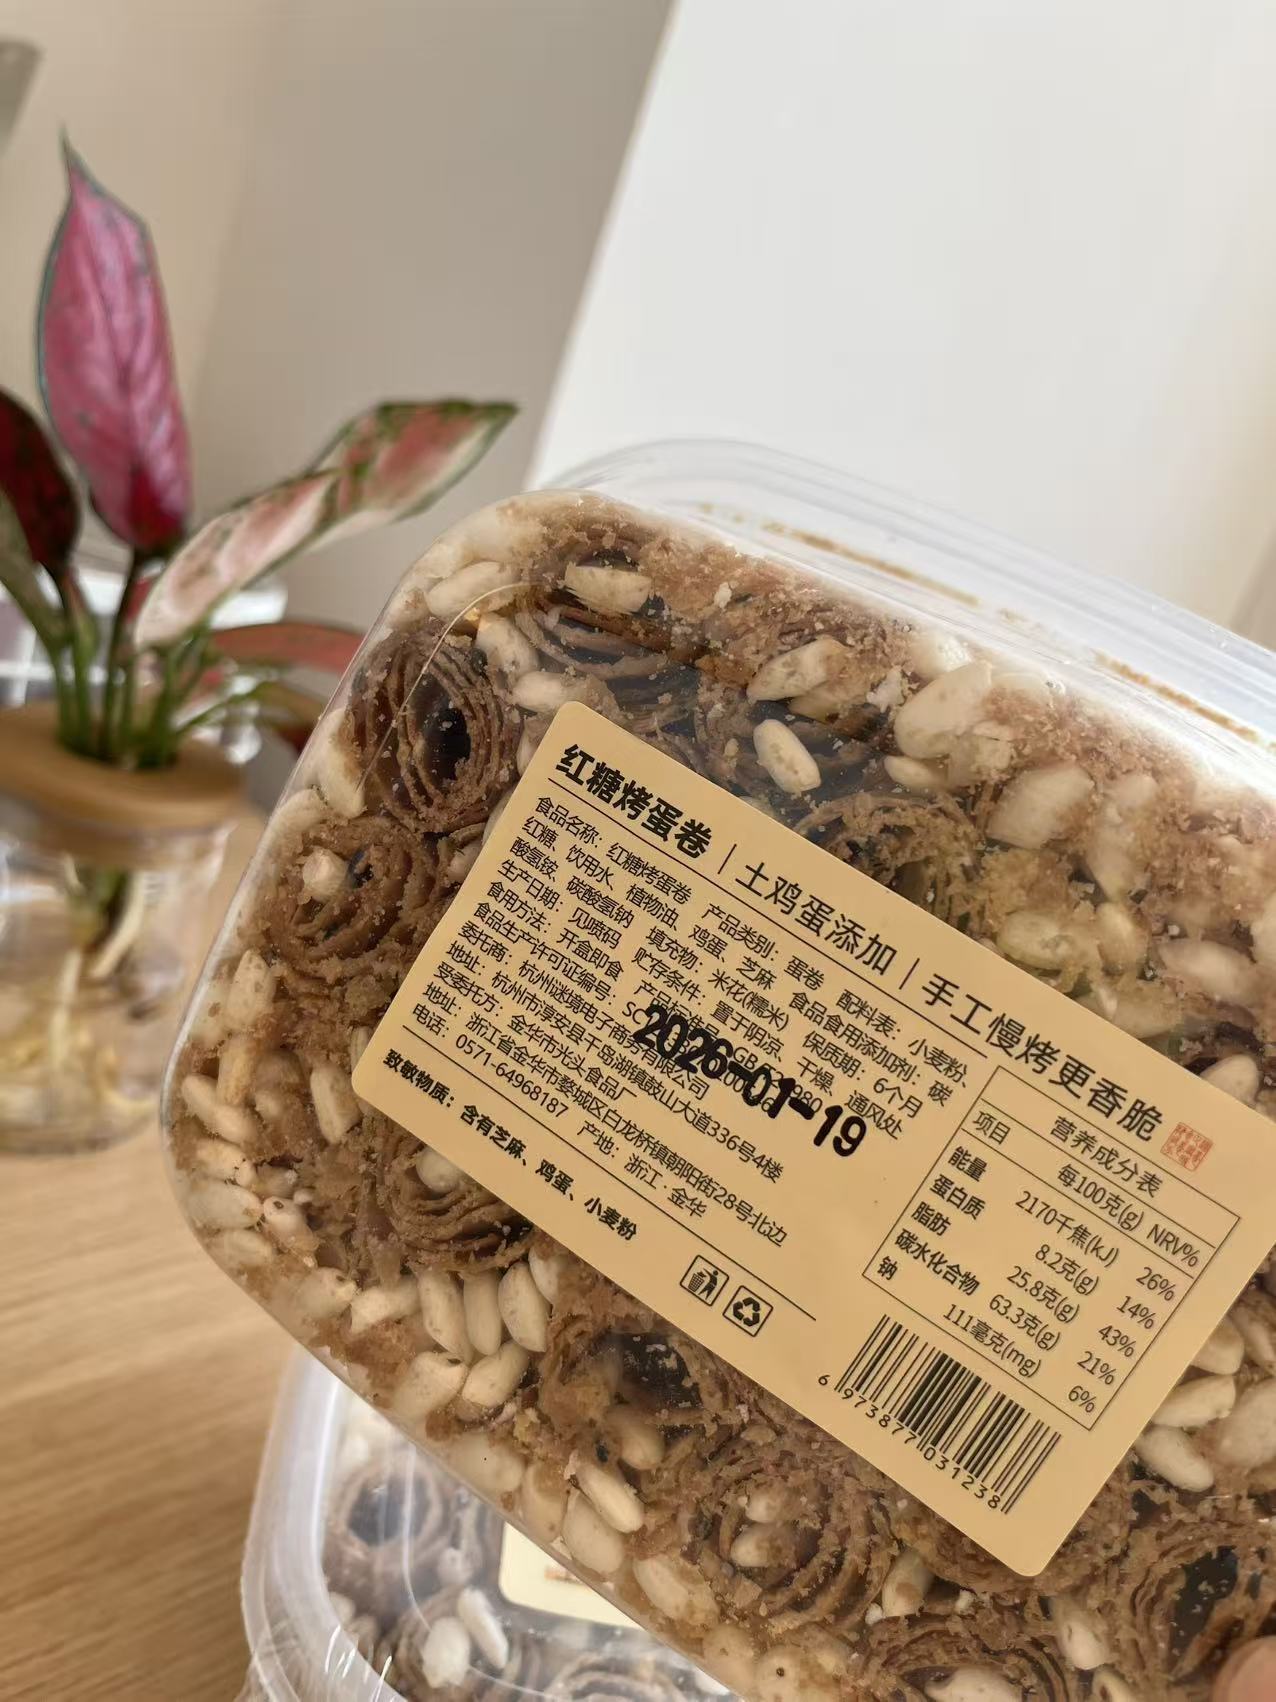 红糖烤蛋卷｜土鸡蛋添加｜手工慢烤更香脆
食品名称：红糖烤蛋卷 产品类别：蛋卷 配料表：小麦粉、
红糖、饮用水、植物油、鸡蛋、芝麻 食品食用添加剂：碳
酸氢铵、碳酸氢钠 填充物：米花(糯米) 保质期：6个月
生产日期：见喷码 贮存条件：置于阴凉、干燥、通风处
食用方法：开盒即食
食品生产许可证编号：SC
委托商：杭州谜境电子商务有限公司
地址：杭州市淳安县千岛湖镇鼓山大道336号4楼
受委托方：金华市光头食品厂
地址：浙江省金华市婺城区白龙桥镇朝阳街28号北边
电话：0571-64968187 产地：浙江·金华
2026-01-19
致敏物质：含有芝麻、鸡蛋、小麦粉
营养成分表
项目 每100克(g) NRV%
能量 2170千焦(kJ) 26%
蛋白质 8.2克(g) 14%
脂肪 25.8克(g) 43%
碳水化合物 63.3克(g) 21%
钠 111毫克(mg) 6%
6 973877 031238